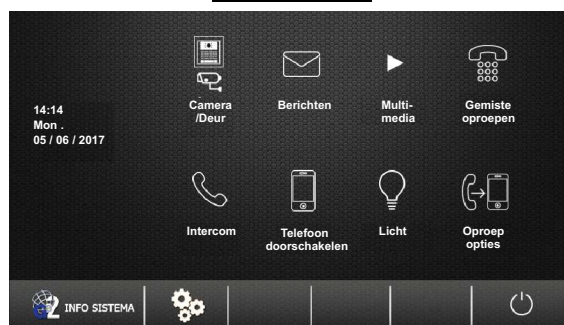 14:14
Mon .
05 / 06 / 2017
Camera
/Deur
Berichten
Multi-
media
Gemiste
oproepen
Intercom
Telefoon
doorschakelen
Licht
Oproep
opties
2 INFO SISTEMA